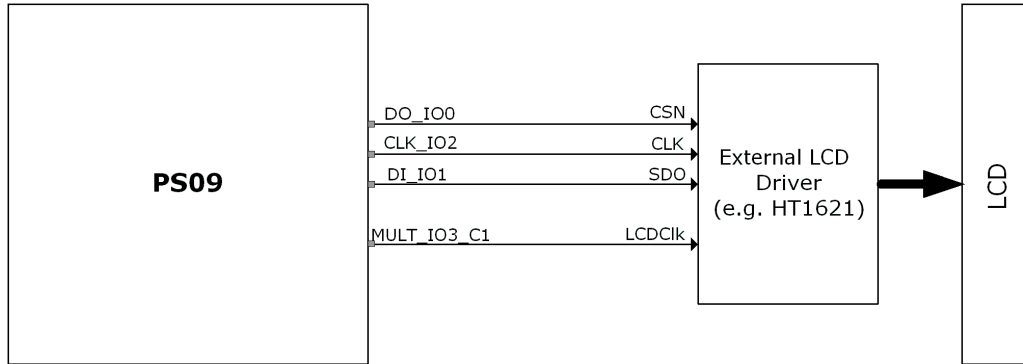 DO_IO0 CSN
CLK_IO2 CLK
PS09
DI_IO1 SDO
MULT_IO3_C1 LCDClk
External LCD
Driver
(e.g. HT1621)
LCD